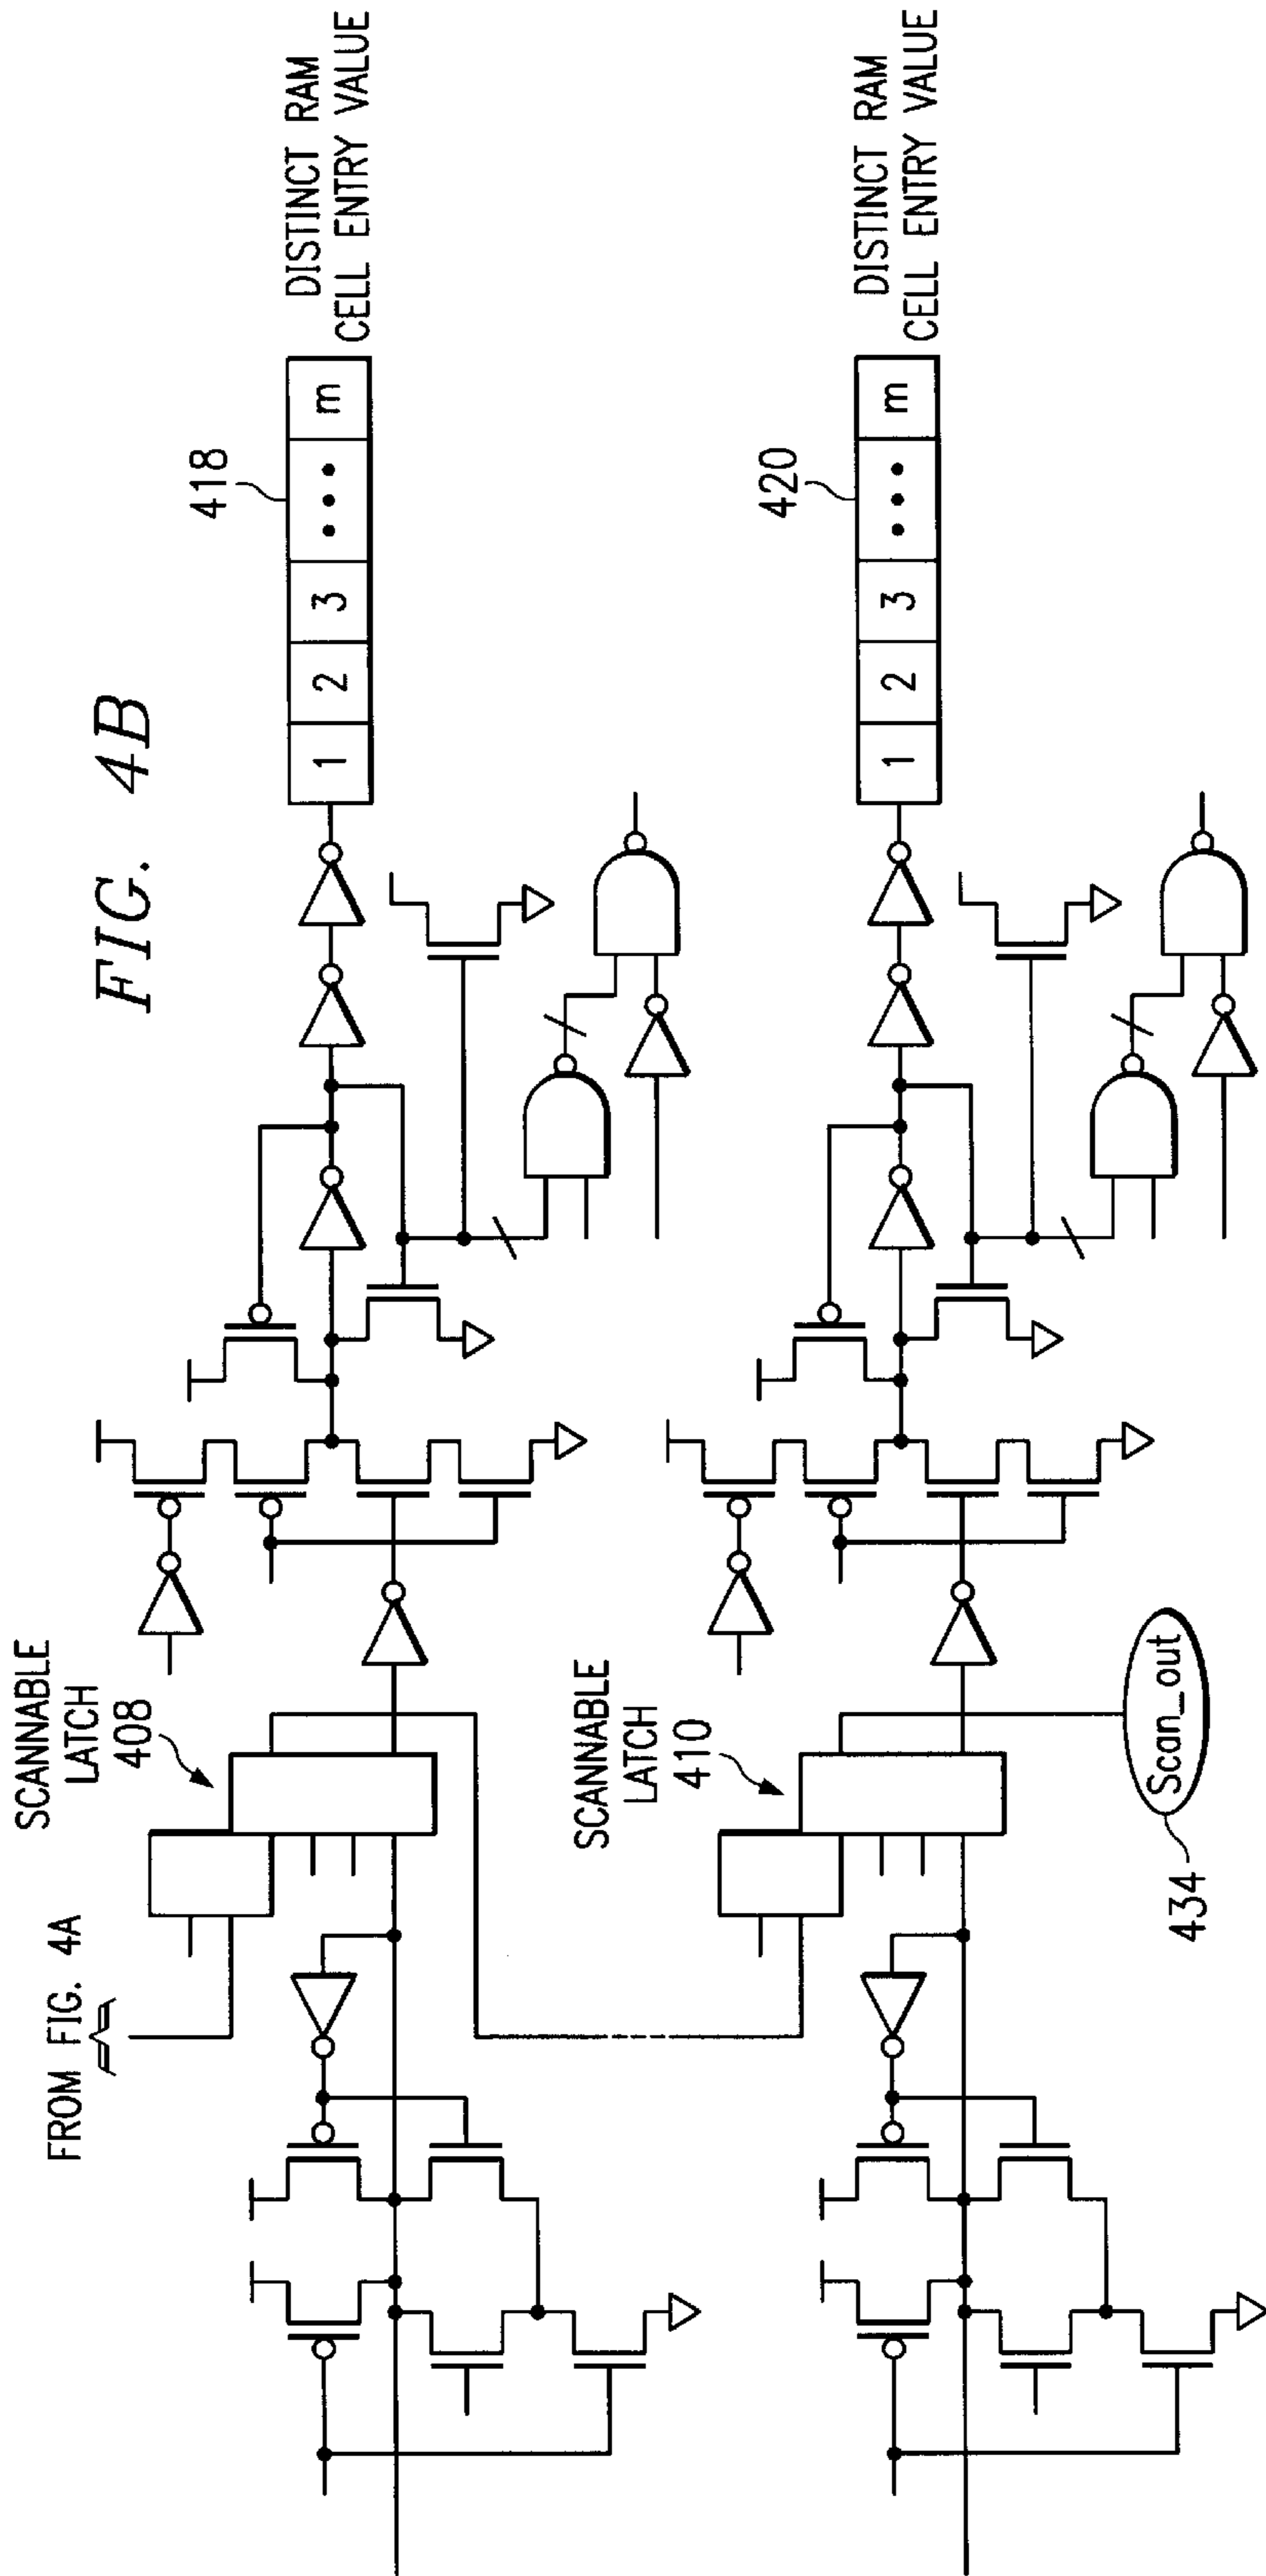 FIG. 4B
FROM FIG. 4A
SCANNABLE
LATCH
408
418
1 2 3 ••• m
DISTINCT RAM
CELL ENTRY VALUE
SCANNABLE
LATCH
410
420
1 2 3 ••• m
DISTINCT RAM
CELL ENTRY VALUE
434
Scan_out